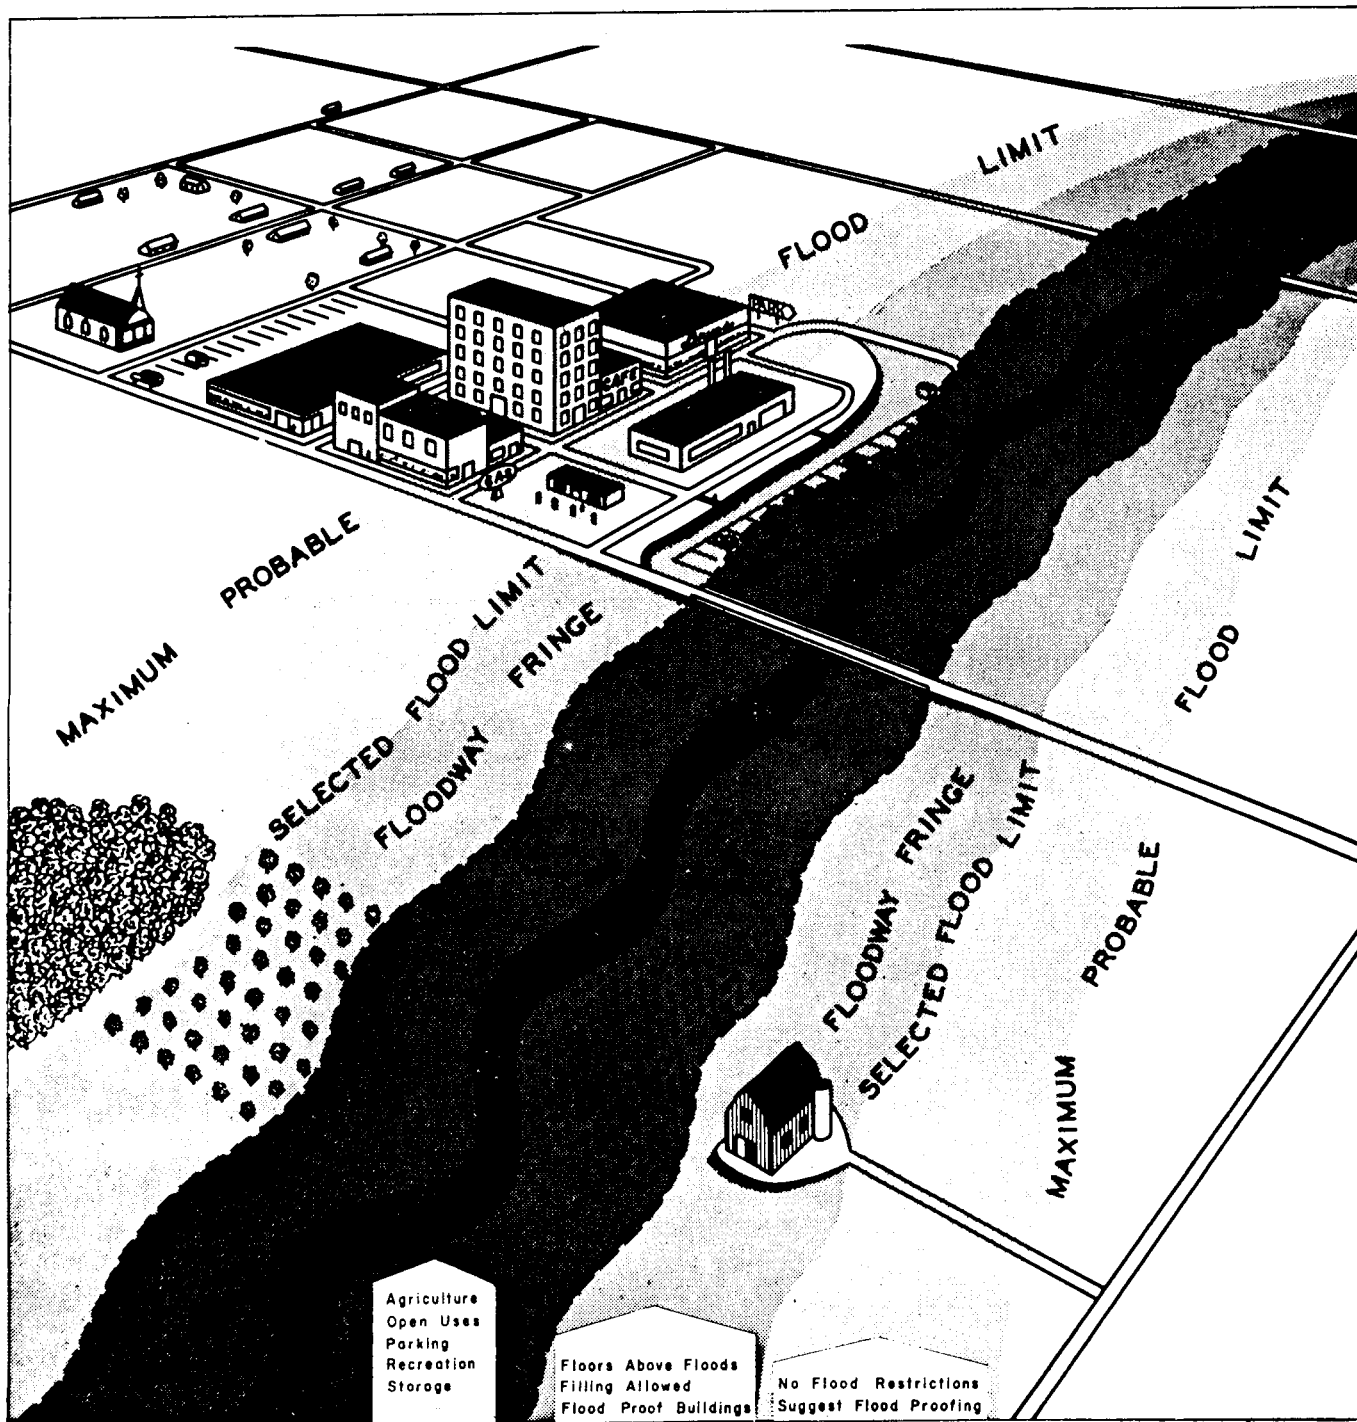 LIMIT
FLOOD
PARK
CAFE
GAS
MAXIMUM PROBABLE
SELECTED FLOOD LIMIT
FLOODWAY FRINGE
LIMIT
FLOOD
PROBABLE
MAXIMUM
FLOODWAY FRINGE
SELECTED FLOOD LIMIT
Agriculture
Open Uses
Parking
Recreation
Storage
Floors Above Floods
Filling Allowed
Flood Proof Buildings
No Flood Restrictions
Suggest Flood Proofing